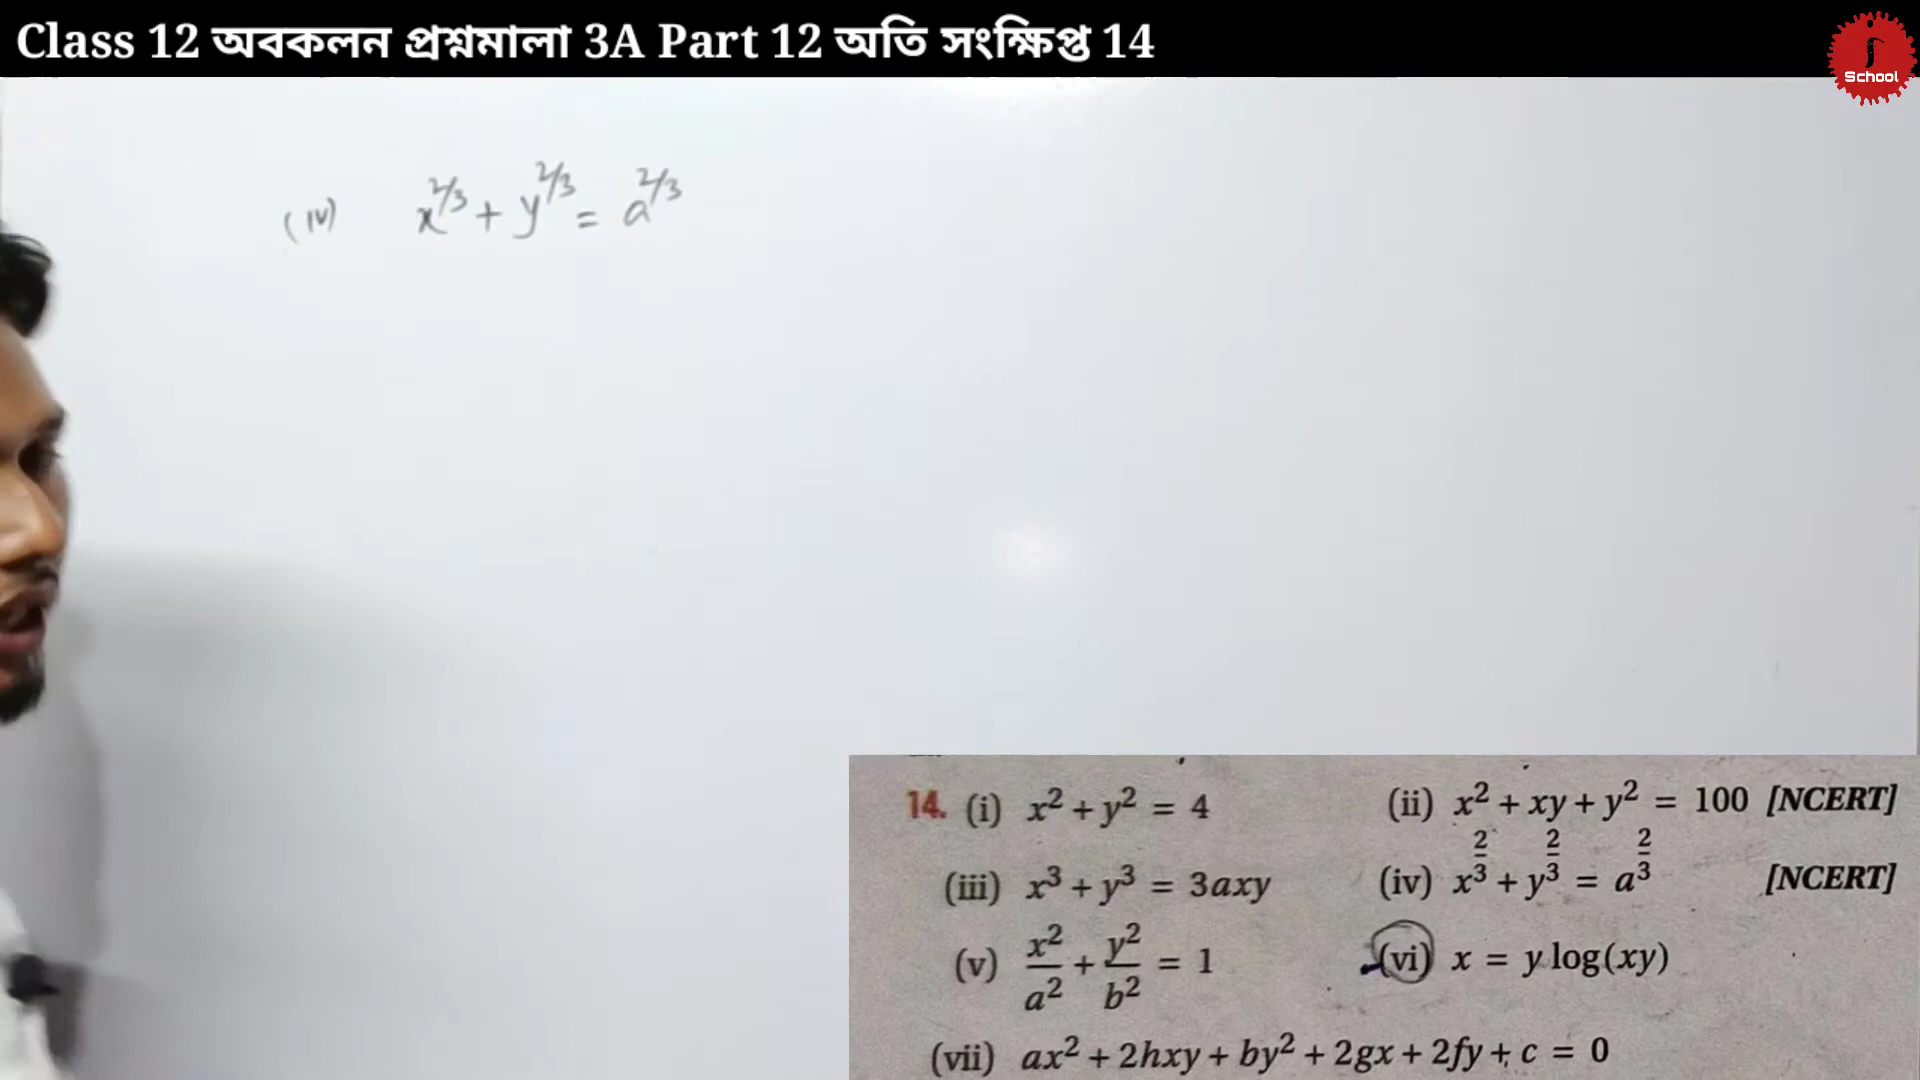 Class 12 অবকলন প্রশ্নমালা 3A Part 12 অতি সংক্ষিপ্ত 14
∫
School
(iv) x^2/3 + y^2/3 = a^2/3
14. (i) x² + y² = 4 (ii) x² + xy + y² = 100 [NCERT]
(iii) x³ + y³ = 3axy (iv) x^2/3 + y^2/3 = a^2/3 [NCERT]
(v) x²/a² + y²/b² = 1 (vi) x = y log(xy)
(vii) ax² + 2hxy + by² + 2gx + 2fy + c = 0